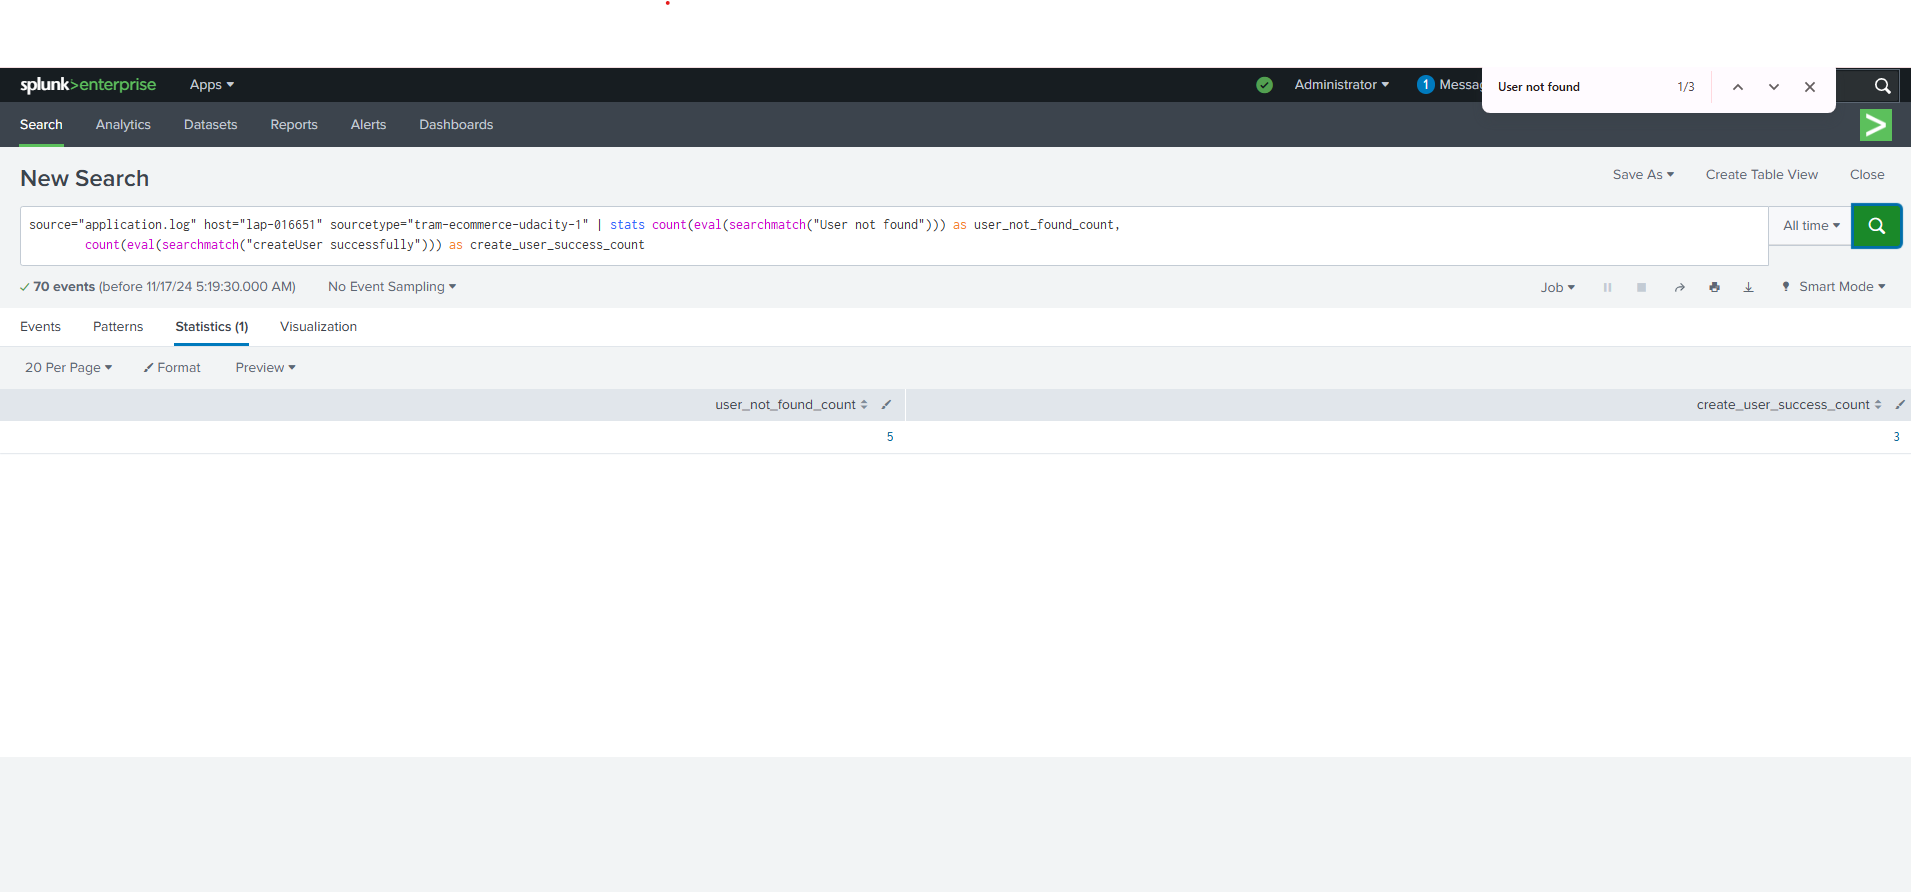 splunk>enterprise Apps Administrator 1 Messag User not found 1/3
Search Analytics Datasets Reports Alerts Dashboards
New Search Save As Create Table View Close
source="application.log" host="lap-016651" sourcetype="tram-ecommerce-udacity-1" | stats count(eval(searchmatch("User not found"))) as user_not_found_count,
count(eval(searchmatch("createUser successfully"))) as create_user_success_count
All time
70 events (before 11/17/24 5:19:30.000 AM) No Event Sampling Job Smart Mode
Events Patterns Statistics (1) Visualization
20 Per Page Format Preview
user_not_found_count create_user_success_count
5 3